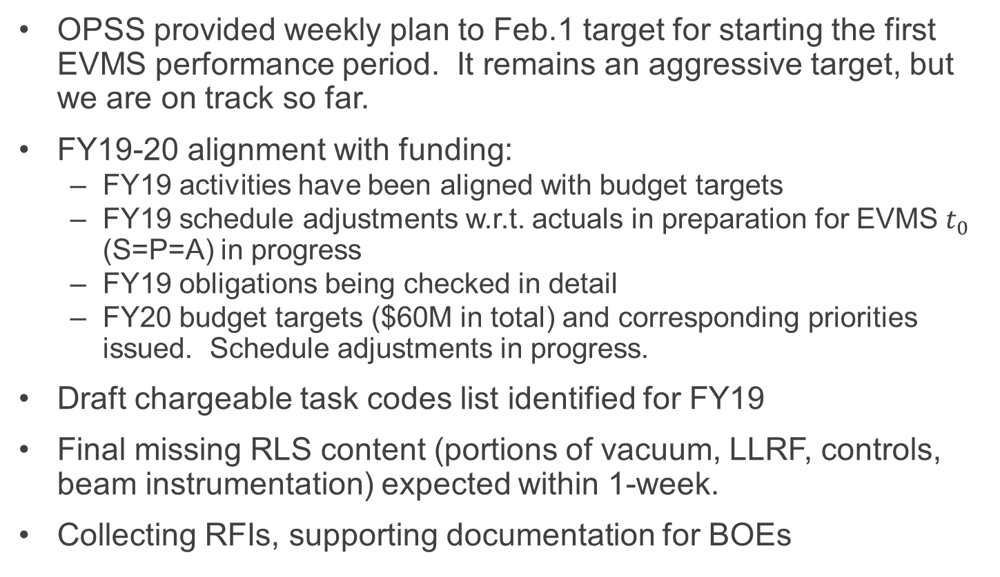 • OPSS provided weekly plan to Feb.1 target for starting the first
EVMS performance period.  It remains an aggressive target, but
we are on track so far.
• FY19-20 alignment with funding:
– FY19 activities have been aligned with budget targets
– FY19 schedule adjustments w.r.t. actuals in preparation for EVMS t₀
(S=P=A) in progress
– FY19 obligations being checked in detail
– FY20 budget targets ($60M in total) and corresponding priorities
issued.  Schedule adjustments in progress.
• Draft chargeable task codes list identified for FY19
• Final missing RLS content (portions of vacuum, LLRF, controls,
beam instrumentation) expected within 1-week.
• Collecting RFIs, supporting documentation for BOEs